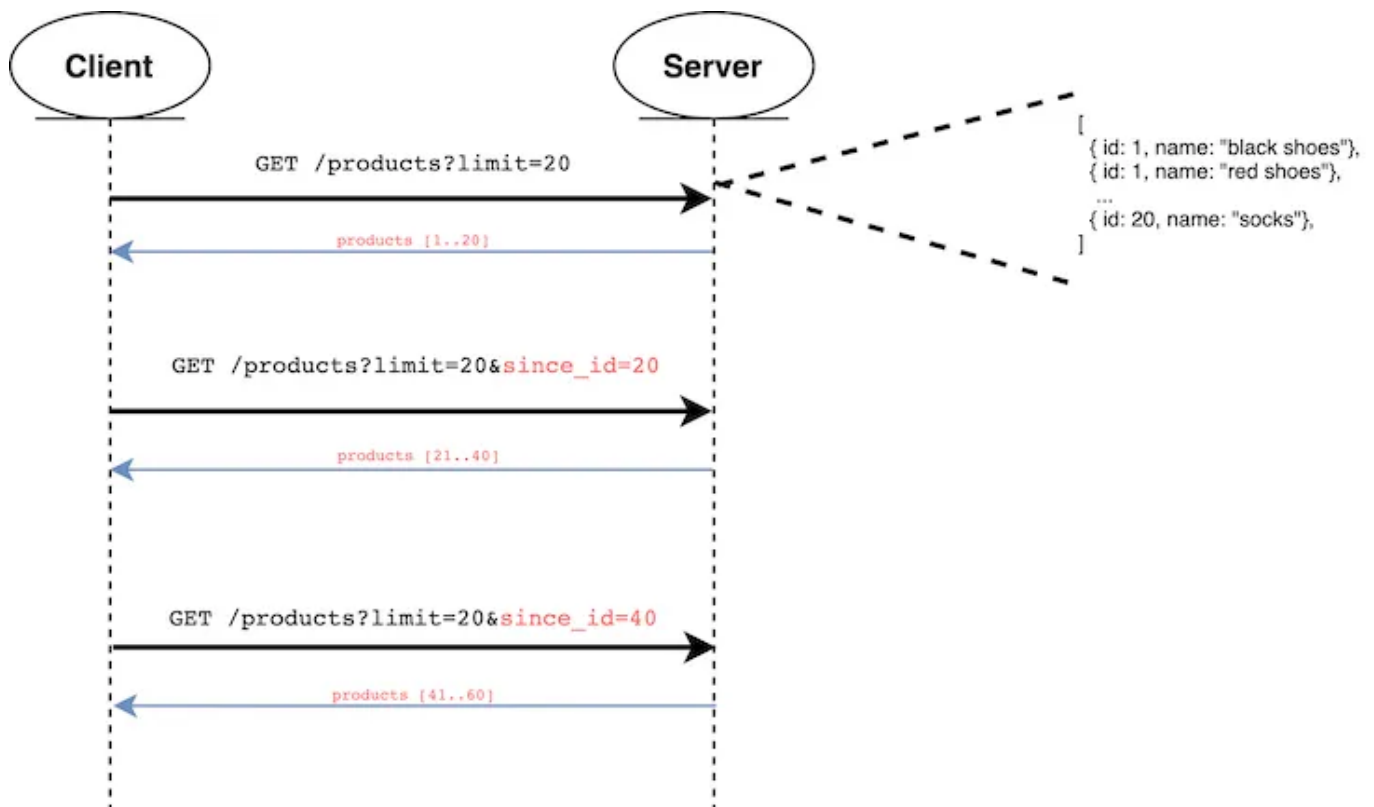 Client
Server
GET /products?limit=20
products [1..20]
[
{ id: 1, name: "black shoes"},
{ id: 1, name: "red shoes"},
...
{ id: 20, name: "socks"},
]
GET /products?limit=20&since_id=20
products [21..40]
GET /products?limit=20&since_id=40
products [41..60]